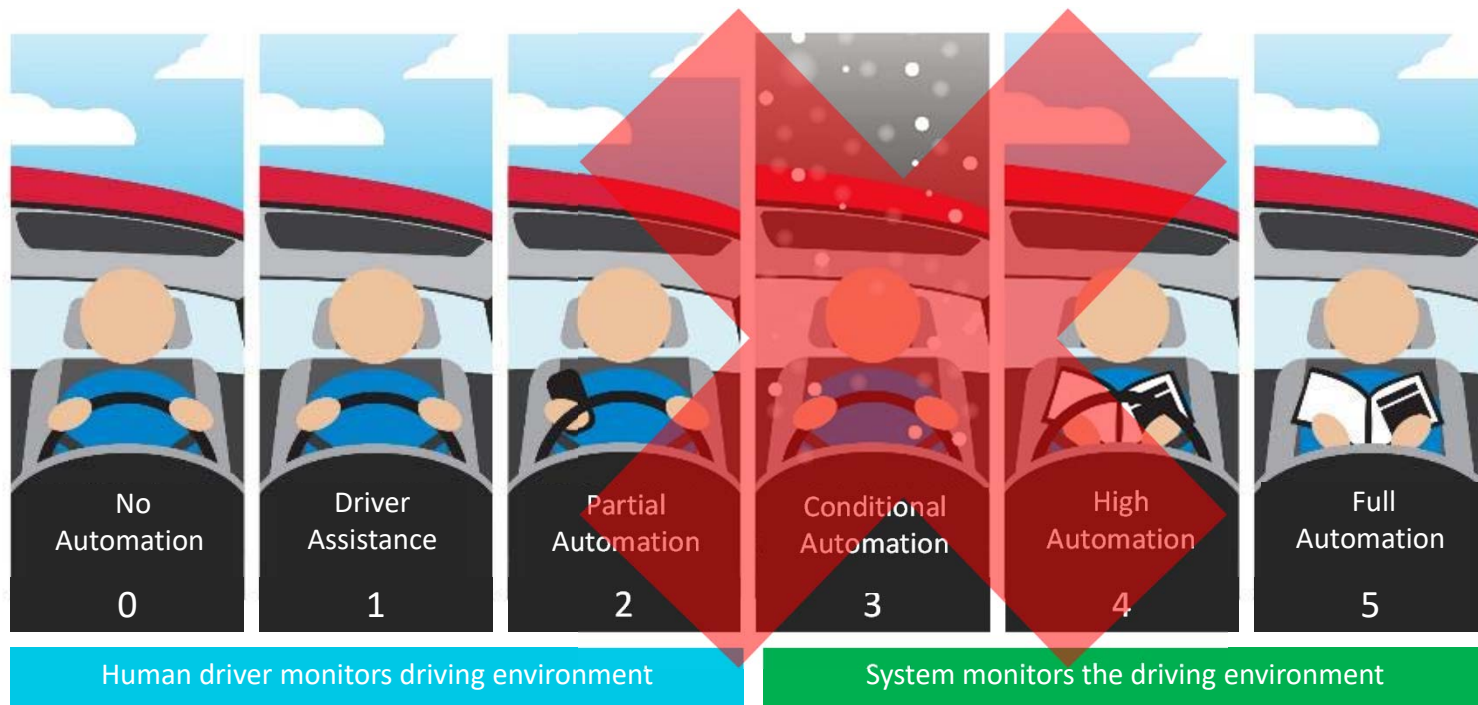 No
Automation
0
Driver
Assistance
1
Partial
Automation
2
Conditional
Automation
3
High
Automation
4
Full
Automation
5
Human driver monitors driving environment
System monitors the driving environment